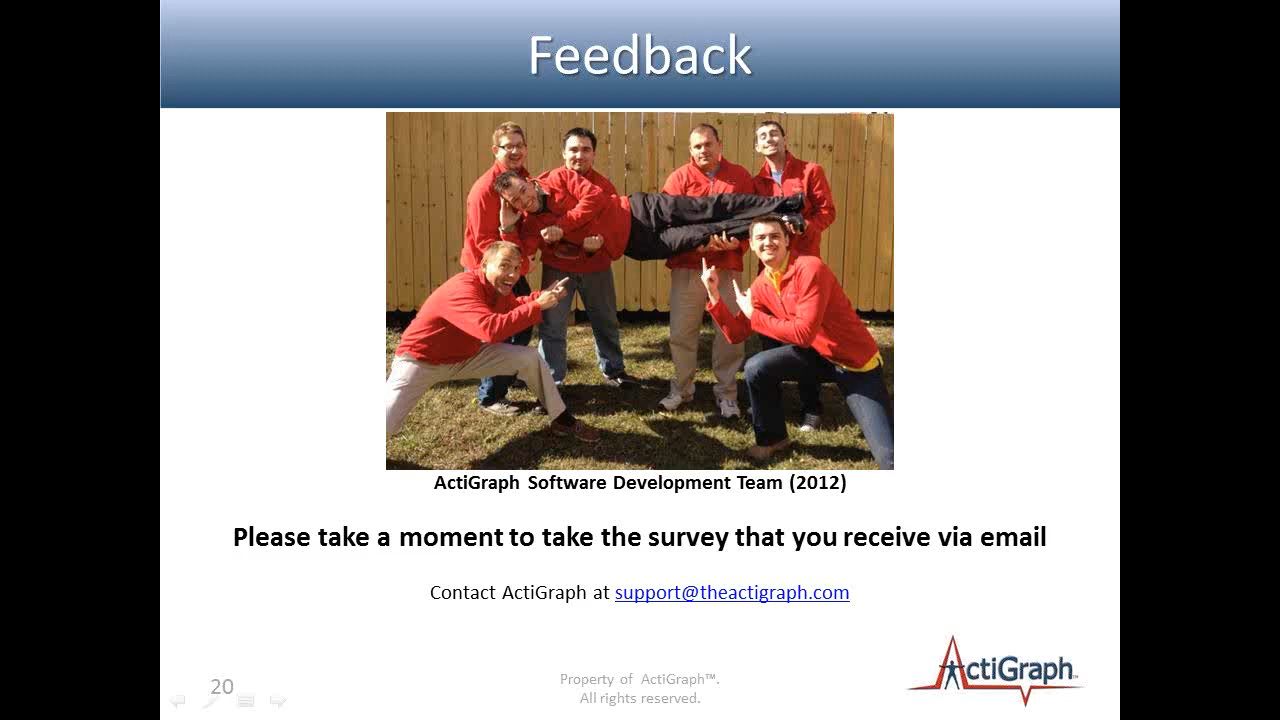 Feedback
ActiGraph Software Development Team (2012)
Please take a moment to take the survey that you receive via email
Contact ActiGraph at support@theactigraph.com
ActiGraph™
20
Property of ActiGraph™.
All rights reserved.